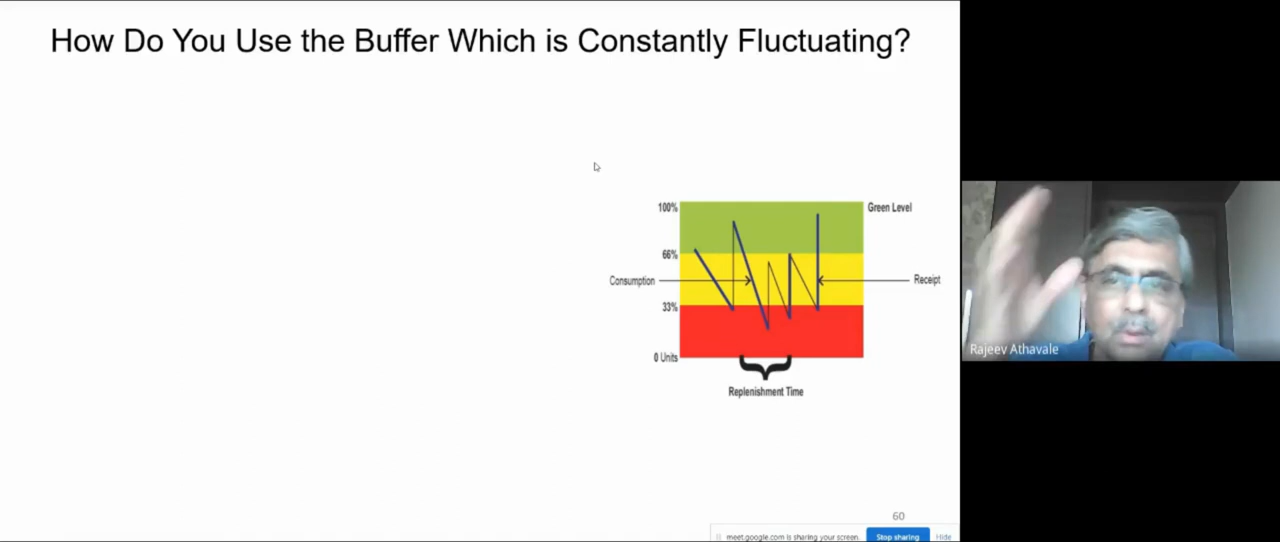 How Do You Use the Buffer Which is Constantly Fluctuating?
100%
Green Level
66%
Consumption
Receipt
33%
0 Units
Replenishment Time
Rajeev Athavale
60
meet.google.com is sharing your screen.
Stop sharing
Hide